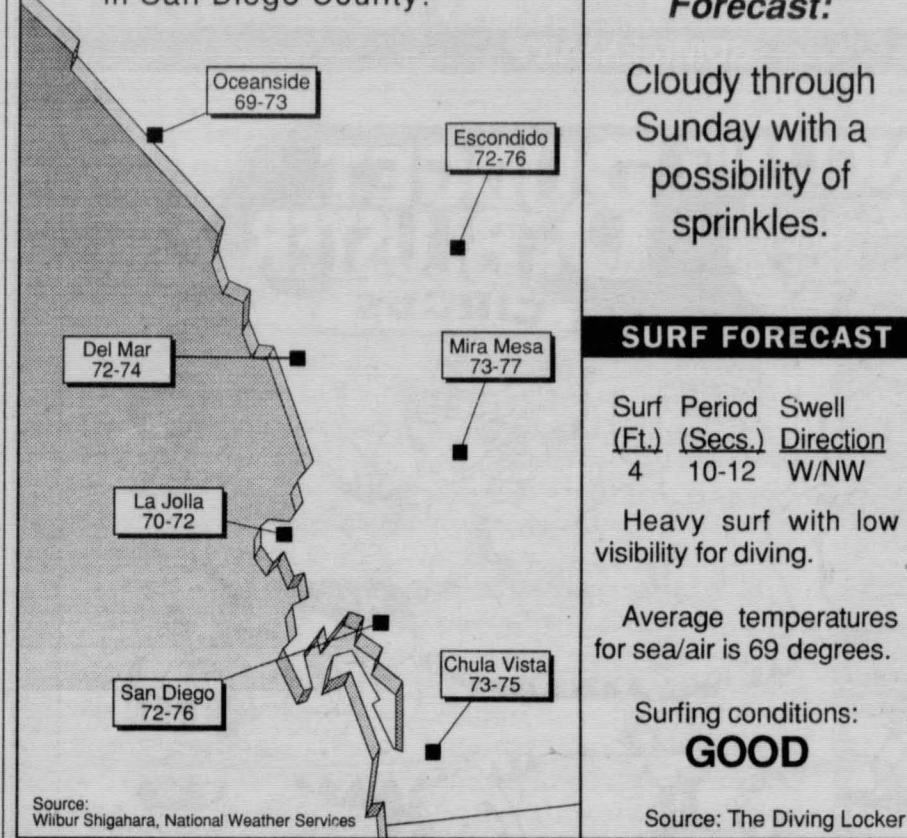 in San Diego County:
Oceanside
69-73
Escondido
72-76
Del Mar
72-74
Mira Mesa
73-77
La Jolla
70-72
San Diego
72-76
Chula Vista
73-75
Source:
Wilbur Shigahara, National Weather Services
Forecast:
Cloudy through
Sunday with a
possibility of
sprinkles.
SURF FORECAST
Surf Period Swell
(Ft.) (Secs.) Direction
4 10-12 W/NW
Heavy surf with low
visibility for diving.
Average temperatures
for sea/air is 69 degrees.
Surfing conditions:
GOOD
Source: The Diving Locker